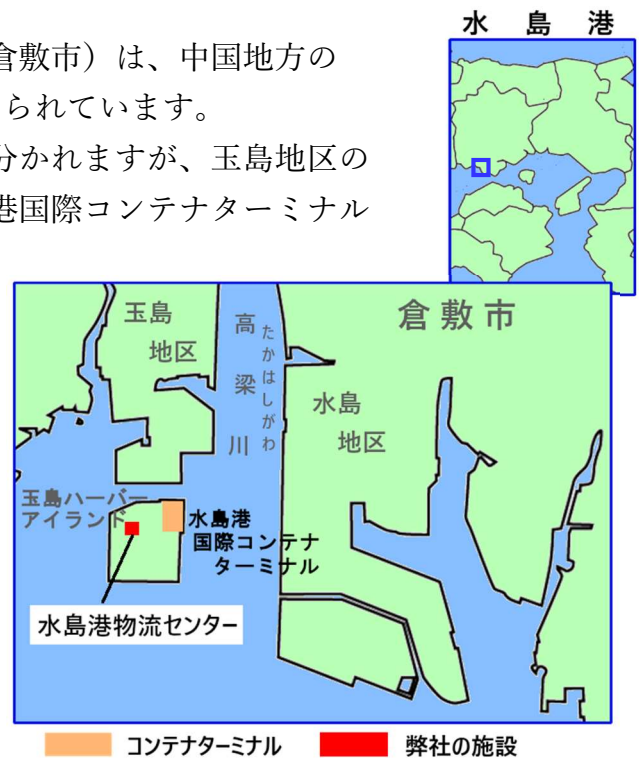 水島港
倉敷市）は、中国地方の
られています。
分かれますが、玉島地区の
港国際コンテナターミナル
倉敷市
玉島
地区
高梁川
たかはしがわ
水島
地区
玉島ハーバー
アイランド
水島港
国際コンテナ
ターミナル
水島港物流センター
コンテナターミナル
弊社の施設